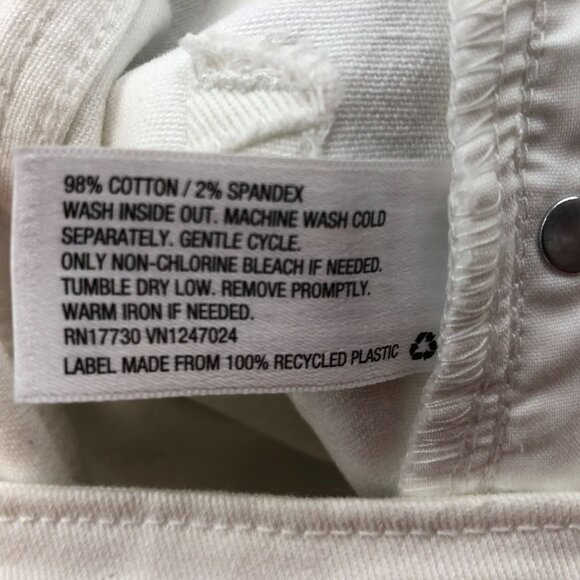 98% COTTON / 2% SPANDEX
WASH INSIDE OUT. MACHINE WASH COLD
SEPARATELY. GENTLE CYCLE.
ONLY NON-CHLORINE BLEACH IF NEEDED.
TUMBLE DRY LOW. REMOVE PROMPTLY.
WARM IRON IF NEEDED.
RN17730 VN1247024
LABEL MADE FROM 100% RECYCLED PLASTIC